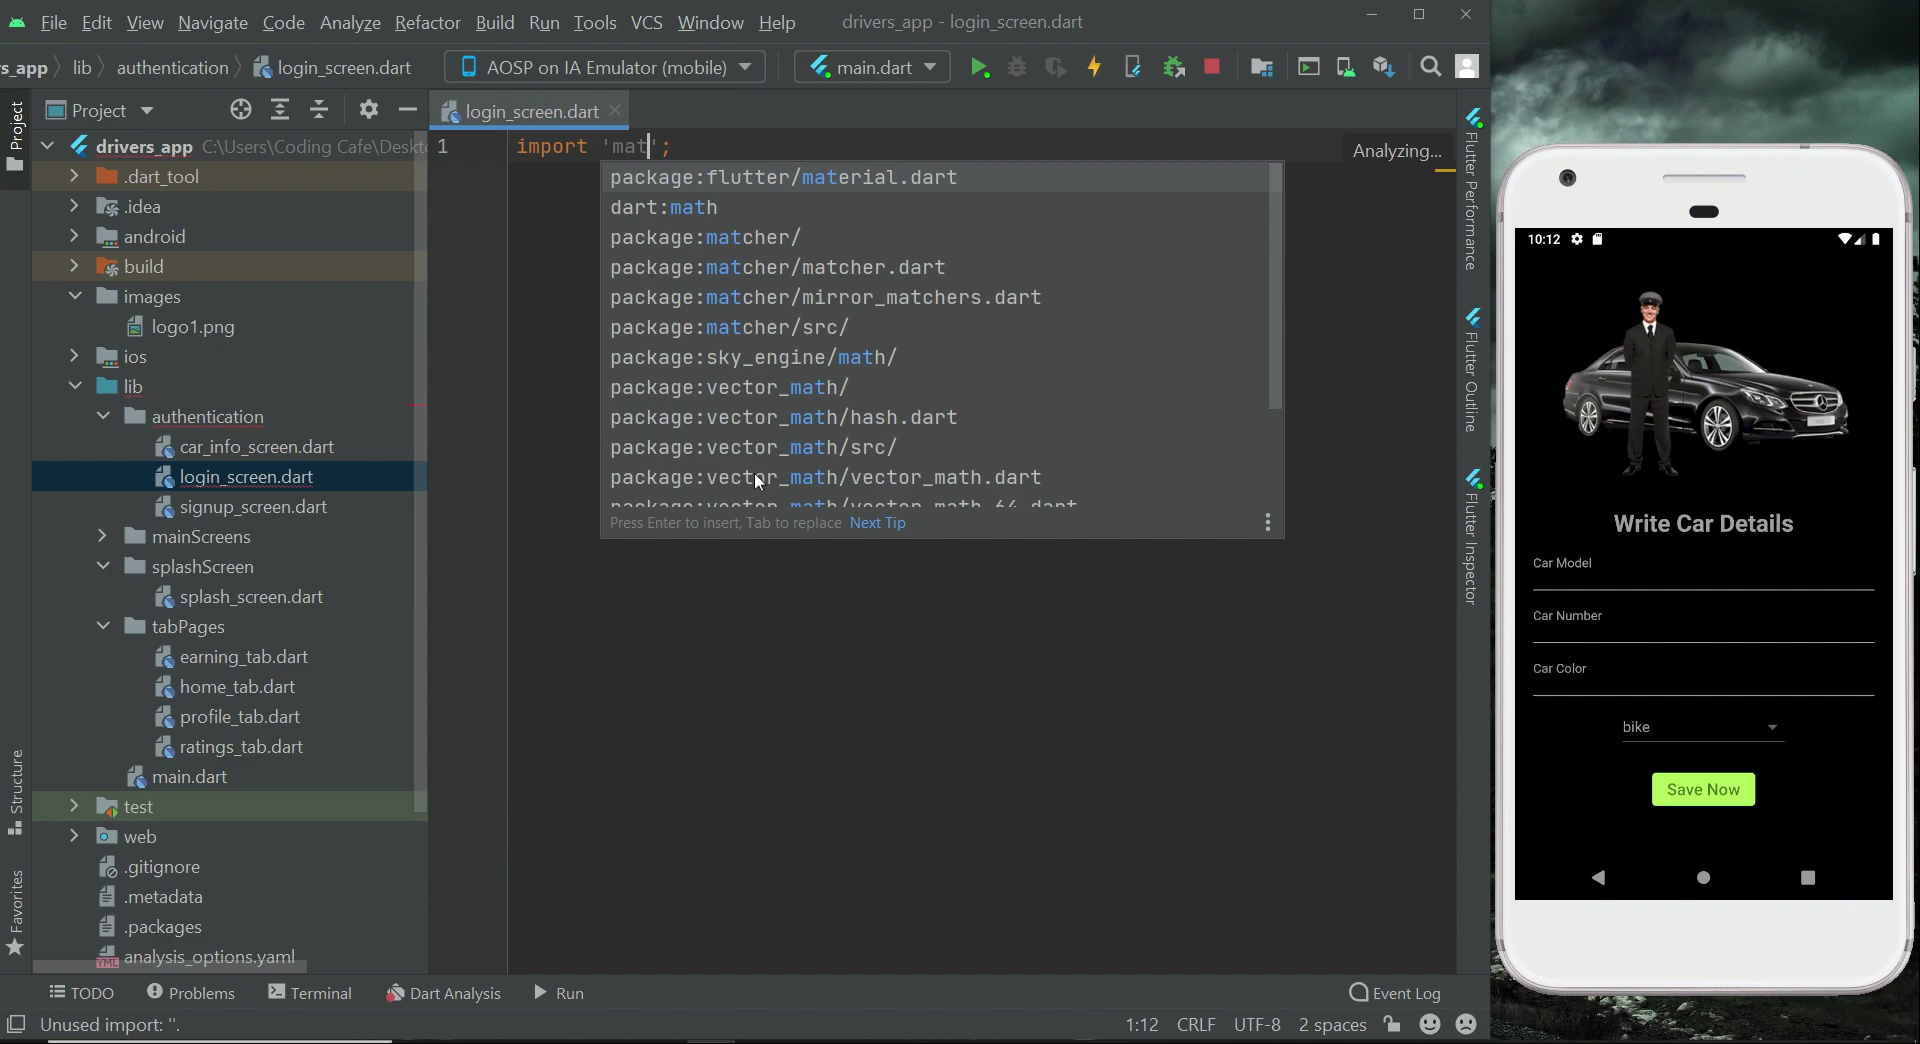 File Edit View Navigate Code Analyze Refactor Build Run Tools VCS Window Help drivers_app - login_screen.dart
s_app lib authentication login_screen.dart AOSP on IA Emulator (mobile) main.dart
Project
login_screen.dart
drivers_app C:\Users\Coding Cafe\Deskt
.dart_tool
.idea
android
build
images
logo1.png
ios
lib
authentication
car_info_screen.dart
login_screen.dart
signup_screen.dart
mainScreens
splashScreen
splash_screen.dart
tabPages
earning_tab.dart
home_tab.dart
profile_tab.dart
ratings_tab.dart
main.dart
test
web
.gitignore
.metadata
.packages
analysis_options.yaml
Project
Structure
Favorites
1 import 'mat';
Analyzing...
package:flutter/material.dart
dart:math
package:matcher/
package:matcher/matcher.dart
package:matcher/mirror_matchers.dart
package:matcher/src/
package:sky_engine/math/
package:vector_math/
package:vector_math/hash.dart
package:vector_math/src/
package:vector_math/vector_math.dart
package:vector_math/vector_math_64.dart
Press Enter to insert, Tab to replace Next Tip
Flutter Performance
Flutter Outline
Flutter Inspector
10:12
Write Car Details
Car Model
Car Number
Car Color
bike
Save Now
TODO Problems Terminal Dart Analysis Run Event Log
Unused import: ''. 1:12 CRLF UTF-8 2 spaces